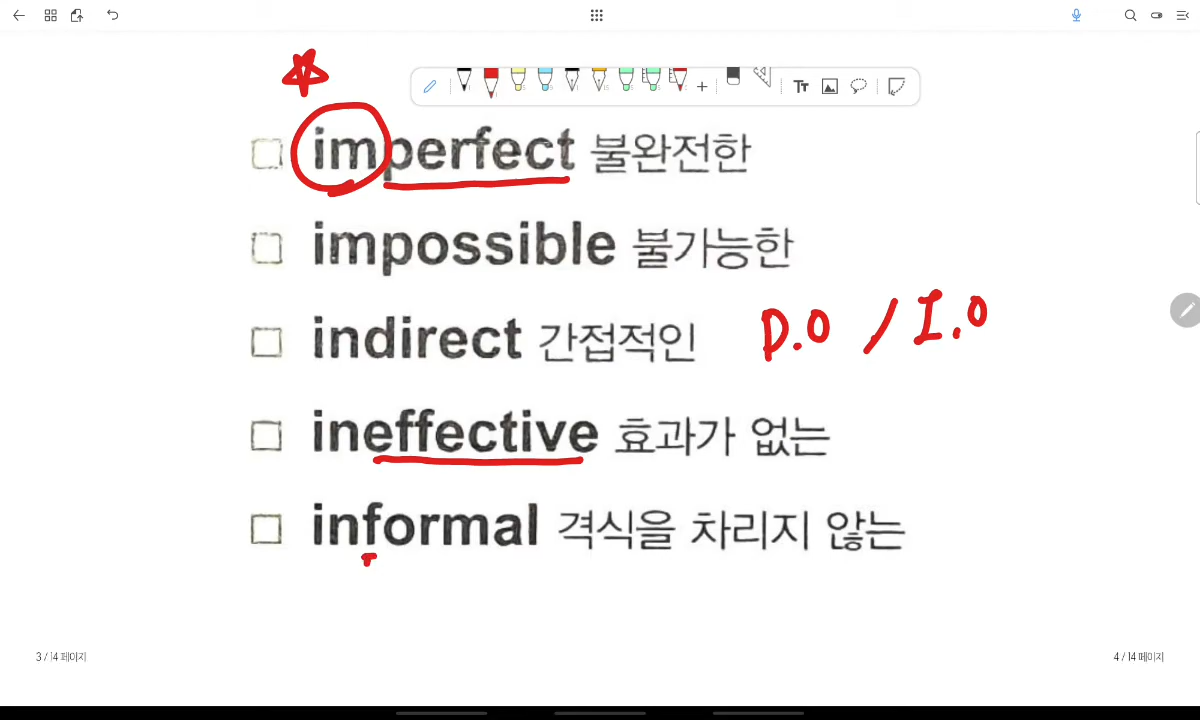 imperfect 불완전한
impossible 불가능한
indirect 간접적인 D.O / I.O
ineffective 효과가 없는
informal 격식을 차리지 않는
3 / 14 페이지
4 / 14 페이지